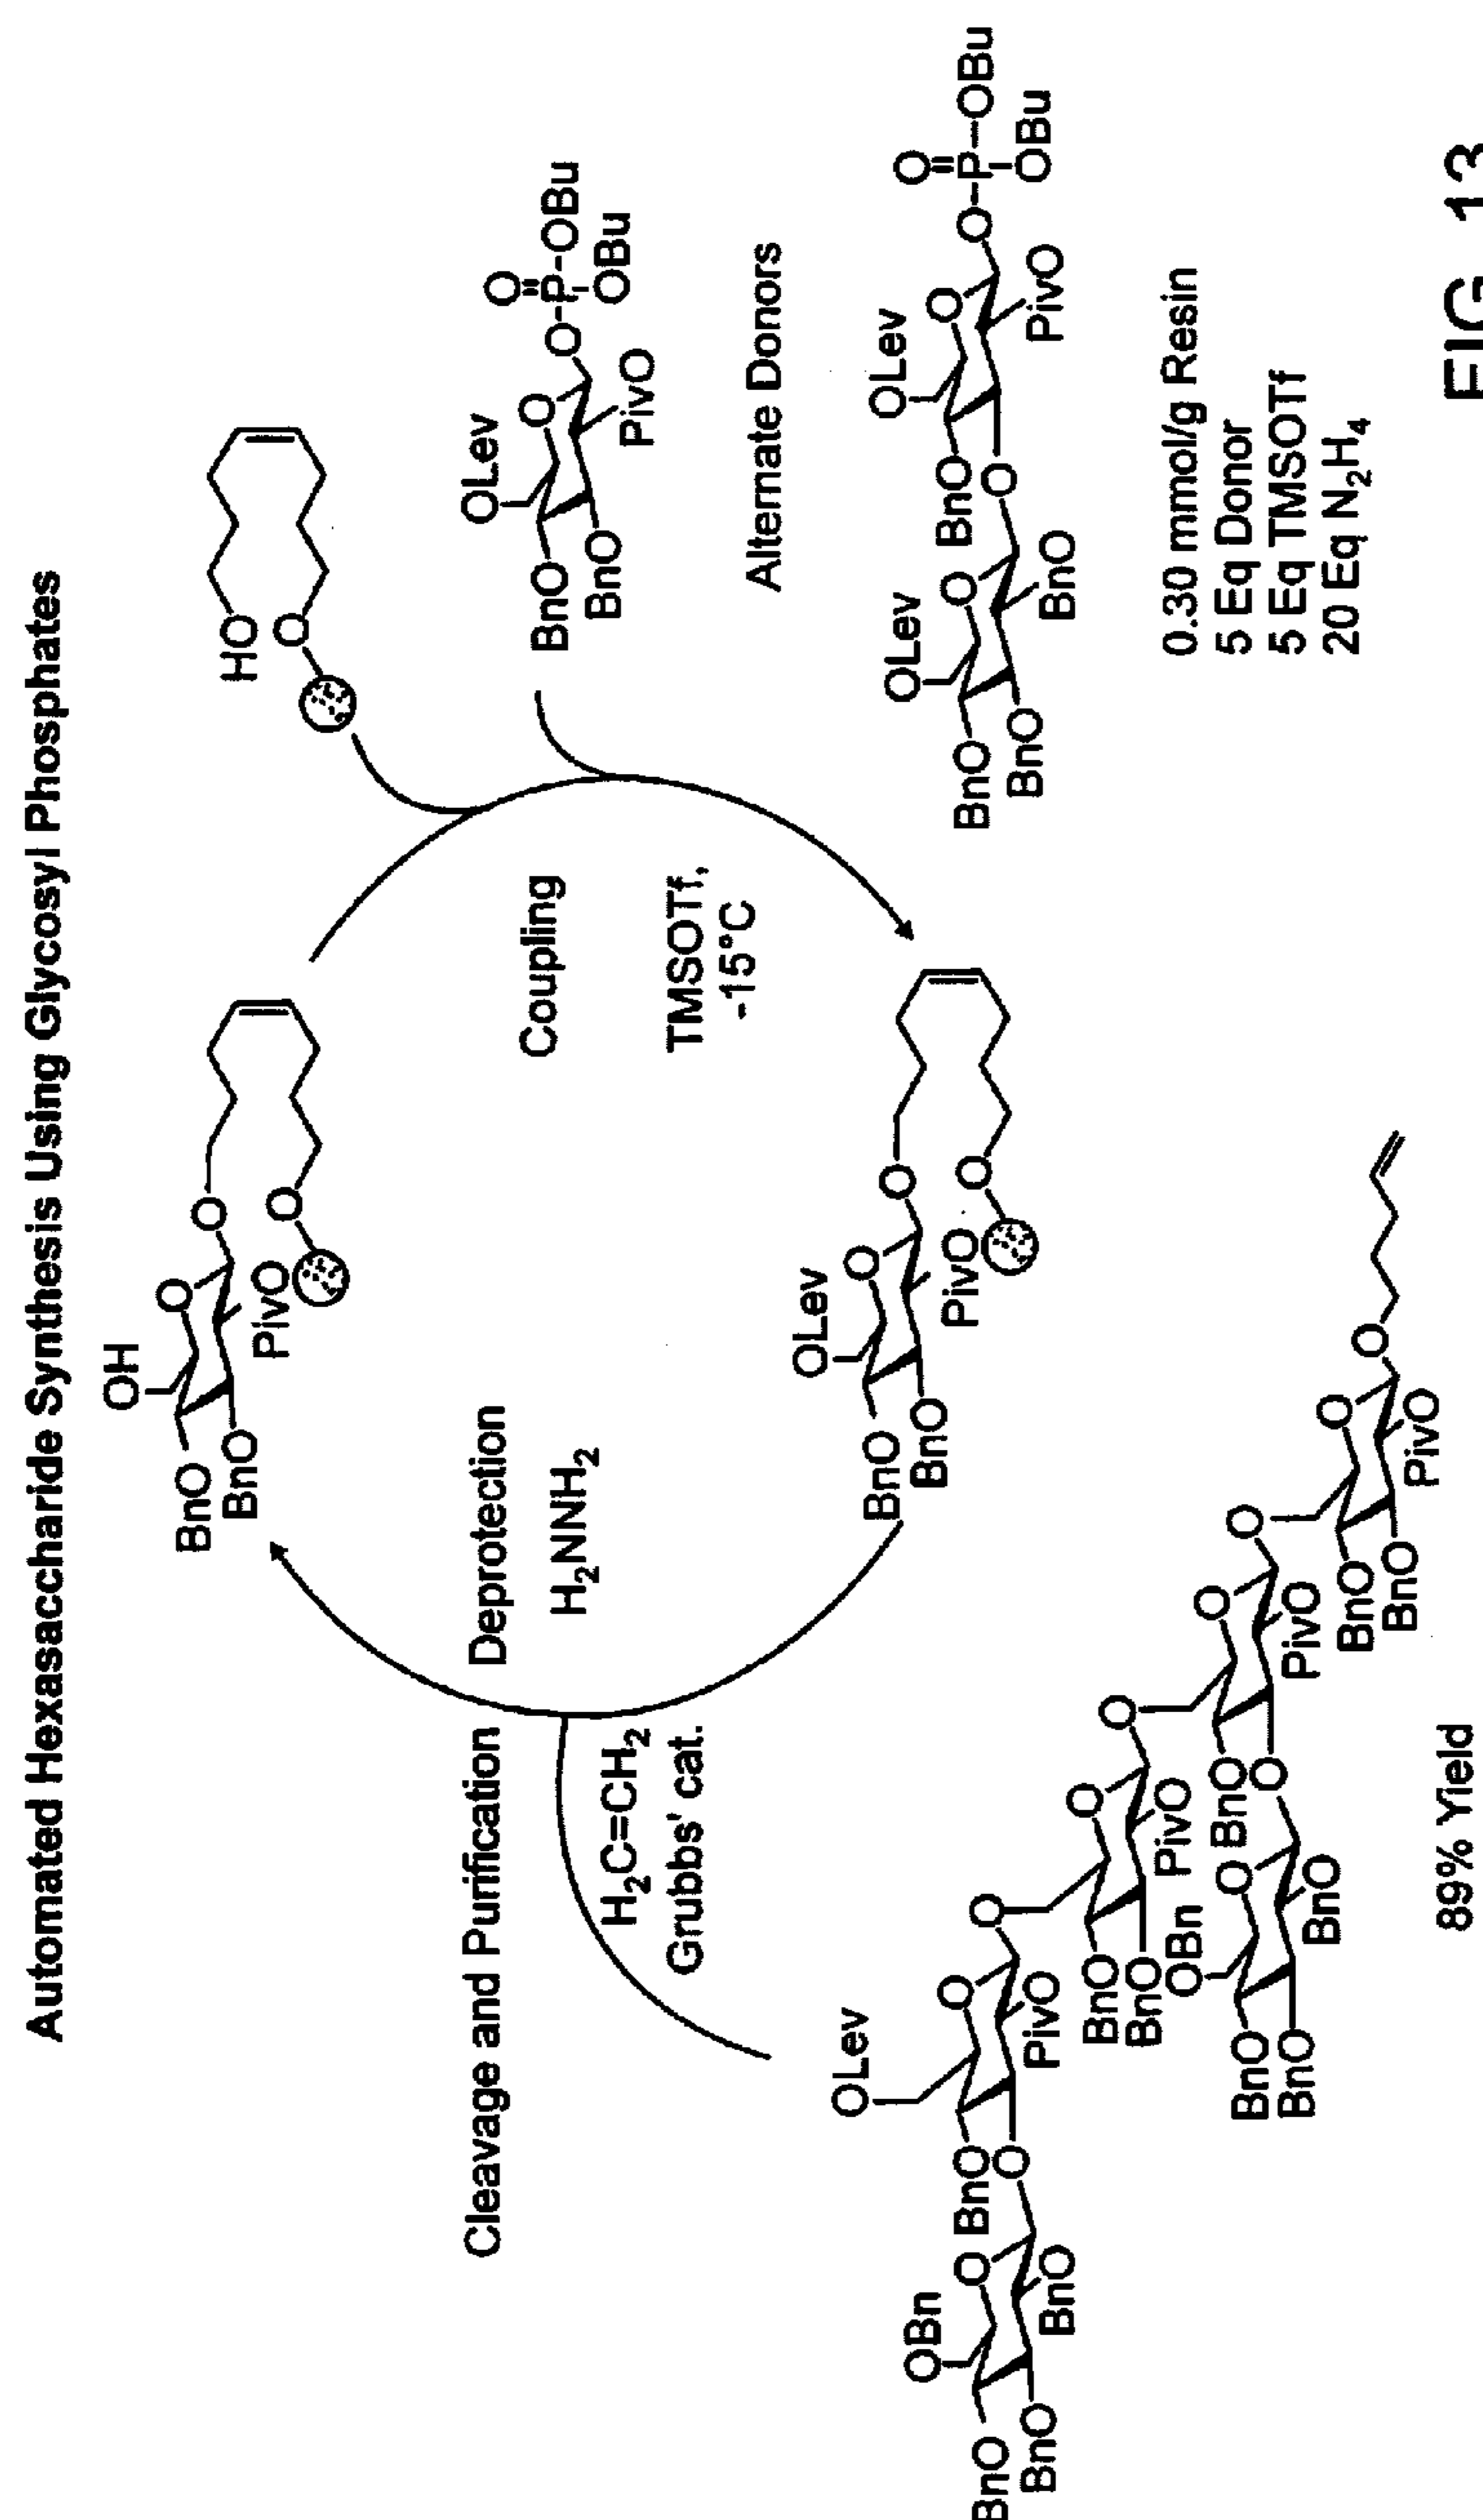 Automated Hexasaccharide Synthesis Using Glycosyl Phosphates
OH
O
O
BnO
BnO
PivO
O
HO
O
Deprotection
H2NNH2
Coupling
TMSOTf,
-15°C
OLev
O
O
O-P-OBu
OBu
BnO
BnO
PivO
Alternate Donors
Cleavage and Purification
H2C=CH2
Grubbs' cat.
OLev
O
O
BnO
BnO
PivO
O
OLev
OLev
O
O
O-P-OBu
OBu
BnO
O
PivO
BnO
O
BnO
BnO
0.30 mmol/g Resin
5 Eq Donor
5 Eq TMSOTf
20 Eq N2H4
OLev
OBn
O
O
BnO
O
PivO
BnO
O
BnO
BnO
O
O
BnO
BnO
PivO
O
O
BnO
O
PivO
OBn
O
BnO
BnO
BnO
O
O
BnO
BnO
PivO
O
89% Yield
FIG. 13